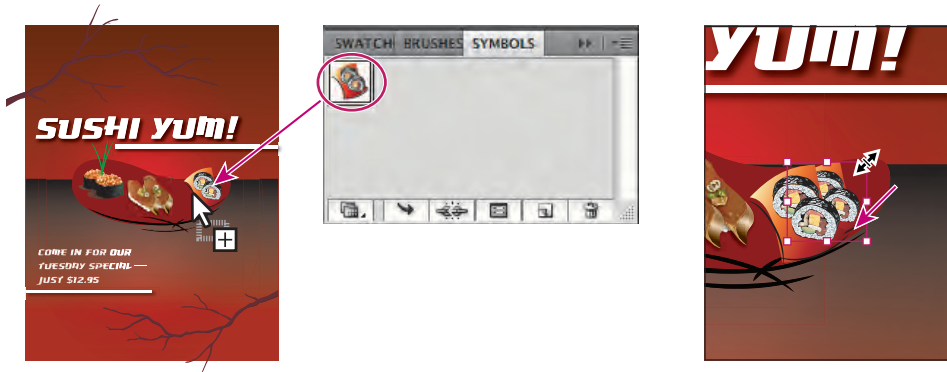 SUSHI YUM!
COME IN FOR OUR
TUESDAY SPECIAL —
JUST $12.95
SWATCH BRUSHES SYMBOLS
YUM!